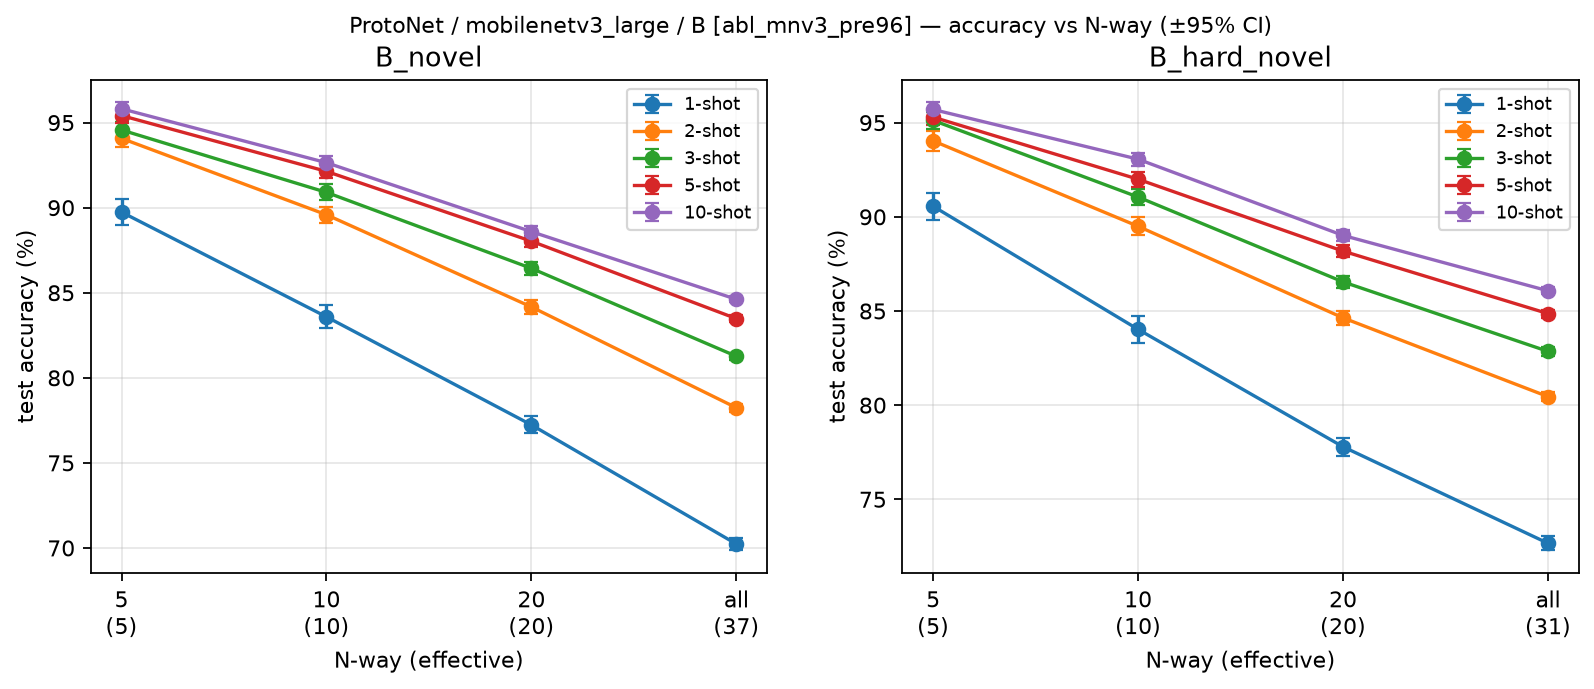 ProtoNet / mobilenetv3_large / B [abl_mnv3_pre96] — accuracy vs N-way (±95% CI)
B_novel
test accuracy (%)
95
90
85
80
75
70
1-shot
2-shot
3-shot
5-shot
10-shot
5 10 20 all
(5) (10) (20) (37)
N-way (effective)
B_hard_novel
test accuracy (%)
95
90
85
80
75
1-shot
2-shot
3-shot
5-shot
10-shot
5 10 20 all
(5) (10) (20) (31)
N-way (effective)